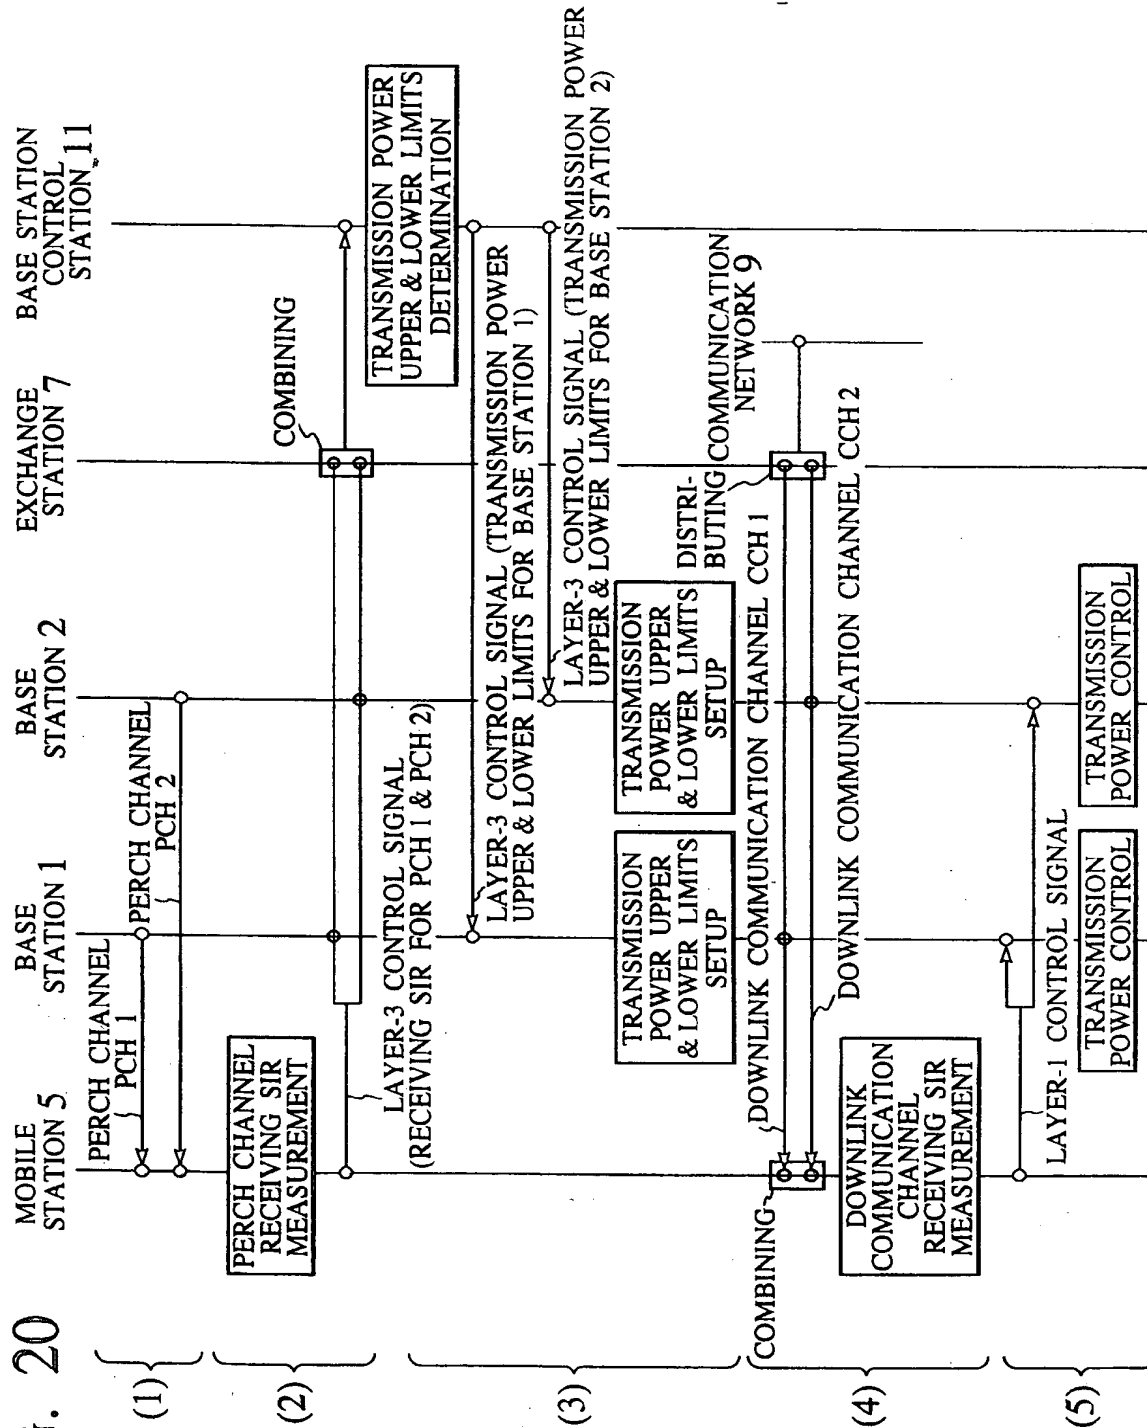 . 20
MOBILE
STATION 5
BASE
STATION 1
BASE
STATION 2
EXCHANGE
STATION 7
BASE STATION
CONTROL
STATION 11
(1)
PERCH CHANNEL
PCH 1
PERCH CHANNEL
PCH 2
(2)
PERCH CHANNEL
RECEIVING SIR
MEASUREMENT
COMBINING
LAYER-3 CONTROL SIGNAL
(RECEIVING SIR FOR PCH 1 & PCH 2)
TRANSMISSION POWER
UPPER & LOWER LIMITS
DETERMINATION
(3)
LAYER-3 CONTROL SIGNAL (TRANSMISSION POWER
UPPER & LOWER LIMITS FOR BASE STATION 1)
LAYER-3 CONTROL SIGNAL (TRANSMISSION POWER
UPPER & LOWER LIMITS FOR BASE STATION 2)
TRANSMISSION
POWER UPPER
& LOWER LIMITS
SETUP
TRANSMISSION
POWER UPPER
& LOWER LIMITS
SETUP
(4)
DISTRI-
BUTING
COMMUNICATION
NETWORK 9
COMBINING
DOWNLINK COMMUNICATION CHANNEL CCH 1
DOWNLINK COMMUNICATION CHANNEL CCH 2
DOWNLINK
COMMUNICATION
CHANNEL
RECEIVING SIR
MEASUREMENT
(5)
LAYER-1 CONTROL SIGNAL
TRANSMISSION
POWER CONTROL
TRANSMISSION
POWER CONTROL